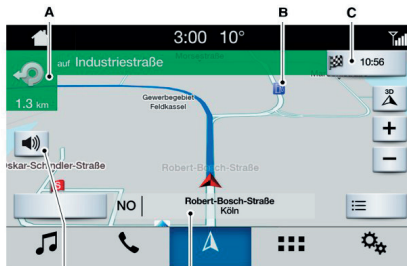 A
B
C
3:00 10°
auf Industriestraße
10:56
1.3 km
Gewerbegebiet
Feldkassel
3D
+
−
Oskar-Schindler-Straße
Robert-Bosch-Straße
S
NO
Robert-Bosch-Straße
Köln